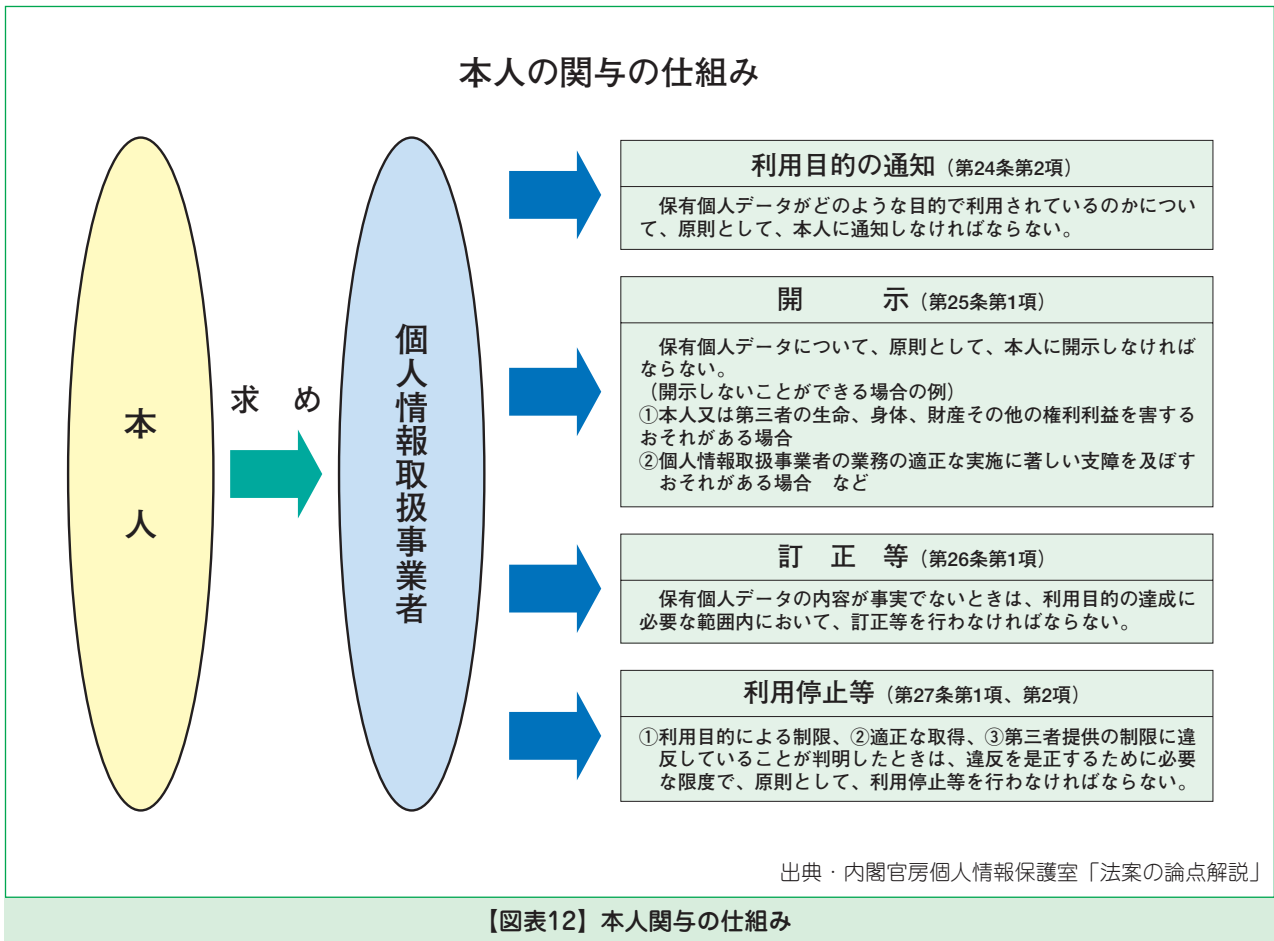 本人の関与の仕組み
本人
求め
個人情報取扱事業者
利用目的の通知（第24条第2項）
保有個人データがどのような目的で利用されているのかについ
て、原則として、本人に通知しなければならない。
開示（第25条第1項）
保有個人データについて、原則として、本人に開示しなければ
ならない。
（開示しないことができる場合の例）
①本人又は第三者の生命、身体、財産その他の権利利益を害する
おそれがある場合
②個人情報取扱事業者の業務の適正な実施に著しい支障を及ぼす
おそれがある場合　など
訂正等（第26条第1項）
保有個人データの内容が事実でないときは、利用目的の達成に
必要な範囲内において、訂正等を行わなければならない。
利用停止等（第27条第1項、第2項）
①利用目的による制限、②適正な取得、③第三者提供の制限に違
反していることが判明したときは、違反を是正するために必要
な限度で、原則として、利用停止等を行わなければならない。
出典・内閣官房個人情報保護室「法案の論点解説」
【図表12】本人関与の仕組み